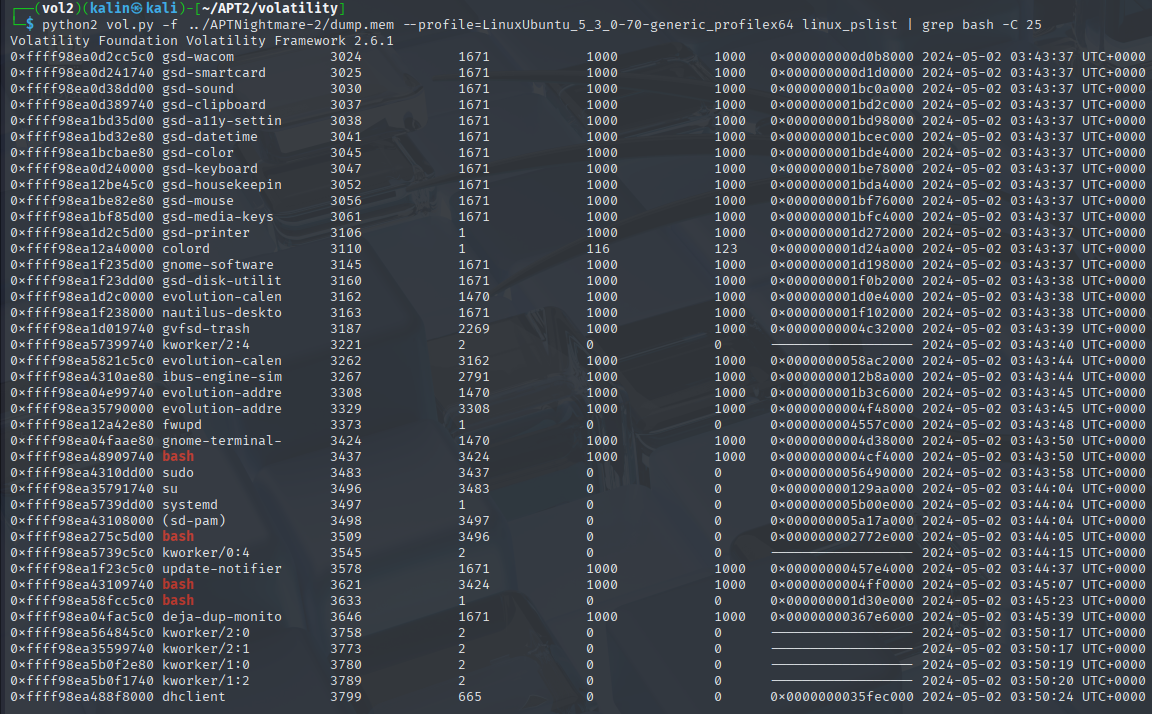 ┌──(vol2)(kalin㉿kali)-[~/APT2/volatility]
└─$ python2 vol.py -f ../APTNightmare-2/dump.mem --profile=LinuxUbuntu_5_3_0-70-generic_profilex64 linux_pslist | grep bash -C 25
Volatility Foundation Volatility Framework 2.6.1
0×ffff98ea0d2cc5c0 gsd-wacom 3024 1671 1000 1000 0×000000000d0b8000 2024-05-02 03:43:37 UTC+0000
0×ffff98ea0d241740 gsd-smartcard 3025 1671 1000 1000 0×000000000d1d0000 2024-05-02 03:43:37 UTC+0000
0×ffff98ea0d38dd00 gsd-sound 3030 1671 1000 1000 0×000000001bc0a000 2024-05-02 03:43:37 UTC+0000
0×ffff98ea0d389740 gsd-clipboard 3037 1671 1000 1000 0×000000001bd2c000 2024-05-02 03:43:37 UTC+0000
0×ffff98ea1bd35d00 gsd-a11y-settin 3038 1671 1000 1000 0×000000001bd98000 2024-05-02 03:43:37 UTC+0000
0×ffff98ea1bd32e80 gsd-datetime 3041 1671 1000 1000 0×000000001bcec000 2024-05-02 03:43:37 UTC+0000
0×ffff98ea1bcbae80 gsd-color 3045 1671 1000 1000 0×000000001bde4000 2024-05-02 03:43:37 UTC+0000
0×ffff98ea0d240000 gsd-keyboard 3047 1671 1000 1000 0×000000001be78000 2024-05-02 03:43:37 UTC+0000
0×ffff98ea12be45c0 gsd-housekeepin 3052 1671 1000 1000 0×000000001bda4000 2024-05-02 03:43:37 UTC+0000
0×ffff98ea1be82e80 gsd-mouse 3056 1671 1000 1000 0×000000001bf76000 2024-05-02 03:43:37 UTC+0000
0×ffff98ea1bf85d00 gsd-media-keys 3061 1671 1000 1000 0×000000001bfc4000 2024-05-02 03:43:37 UTC+0000
0×ffff98ea1d2c5d00 gsd-printer 3106 1 1000 1000 0×000000001d272000 2024-05-02 03:43:37 UTC+0000
0×ffff98ea12a40000 colord 3110 1 116 123 0×000000001d24a000 2024-05-02 03:43:37 UTC+0000
0×ffff98ea1f235d00 gnome-software 3145 1671 1000 1000 0×000000001d198000 2024-05-02 03:43:37 UTC+0000
0×ffff98ea1f23dd00 gsd-disk-utilit 3160 1671 1000 1000 0×000000001f0b2000 2024-05-02 03:43:38 UTC+0000
0×ffff98ea1d2c0000 evolution-calen 3162 1470 1000 1000 0×000000001d0e4000 2024-05-02 03:43:38 UTC+0000
0×ffff98ea1f238000 nautilus-deskto 3163 1671 1000 1000 0×000000001f102000 2024-05-02 03:43:38 UTC+0000
0×ffff98ea1d019740 gvfsd-trash 3187 2269 1000 1000 0×000000004c32000 2024-05-02 03:43:39 UTC+0000
0×ffff98ea57399740 kworker/2:4 3221 2 0 0 —————————————————— 2024-05-02 03:43:40 UTC+0000
0×ffff98ea5821c5c0 evolution-calen 3262 3162 1000 1000 0×0000000058ac2000 2024-05-02 03:43:44 UTC+0000
0×ffff98ea4310ae80 ibus-engine-sim 3267 2791 1000 1000 0×0000000012b8a000 2024-05-02 03:43:44 UTC+0000
0×ffff98ea04e99740 evolution-addre 3308 1470 1000 1000 0×000000001b3c6000 2024-05-02 03:43:45 UTC+0000
0×ffff98ea35790000 evolution-addre 3329 3308 1000 1000 0×0000000004f48000 2024-05-02 03:43:45 UTC+0000
0×ffff98ea12a42e80 fwupd 3373 1 0 0 0×000000004557c000 2024-05-02 03:43:48 UTC+0000
0×ffff98ea04faae80 gnome-terminal- 3424 1470 1000 1000 0×0000000004d38000 2024-05-02 03:43:50 UTC+0000
0×ffff98ea48909740 bash 3437 3424 1000 1000 0×0000000004cf4000 2024-05-02 03:43:50 UTC+0000
0×ffff98ea4310dd00 sudo 3483 3437 0 0 0×0000000056490000 2024-05-02 03:43:58 UTC+0000
0×ffff98ea35791740 su 3496 3483 0 0 0×00000000129aa000 2024-05-02 03:44:04 UTC+0000
0×ffff98ea5739dd00 systemd 3497 1 0 0 0×000000005b00e000 2024-05-02 03:44:04 UTC+0000
0×ffff98ea43108000 (sd-pam) 3498 3497 0 0 0×000000005a17a000 2024-05-02 03:44:04 UTC+0000
0×ffff98ea275c5d00 bash 3509 3496 0 0 0×000000002772e000 2024-05-02 03:44:05 UTC+0000
0×ffff98ea5739c5c0 kworker/0:4 3545 2 0 0 —————————————————— 2024-05-02 03:44:15 UTC+0000
0×ffff98ea1f23c5c0 update-notifier 3578 1671 1000 1000 0×00000000457e4000 2024-05-02 03:44:37 UTC+0000
0×ffff98ea43109740 bash 3621 3424 1000 1000 0×0000000004ff0000 2024-05-02 03:45:07 UTC+0000
0×ffff98ea58fcc5c0 bash 3633 1 0 0 0×000000001d30e000 2024-05-02 03:45:23 UTC+0000
0×ffff98ea04fac5c0 deja-dup-monito 3646 1671 1000 1000 0×00000000367e6000 2024-05-02 03:45:39 UTC+0000
0×ffff98ea564845c0 kworker/2:0 3758 2 0 0 —————————————————— 2024-05-02 03:50:17 UTC+0000
0×ffff98ea35599740 kworker/2:1 3773 2 0 0 —————————————————— 2024-05-02 03:50:17 UTC+0000
0×ffff98ea5b0f2e80 kworker/1:0 3780 2 0 0 —————————————————— 2024-05-02 03:50:19 UTC+0000
0×ffff98ea5b0f1740 kworker/1:2 3789 2 0 0 —————————————————— 2024-05-02 03:50:20 UTC+0000
0×ffff98ea488f8000 dhclient 3799 665 0 0 0×0000000035fec000 2024-05-02 03:50:24 UTC+0000